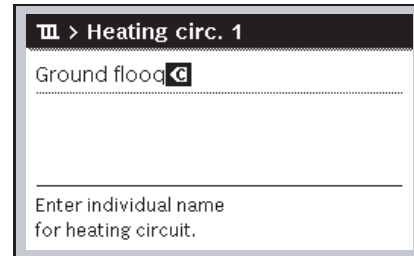 > Heating circ. 1
Ground flooq C
Enter individual name
for heating circuit.